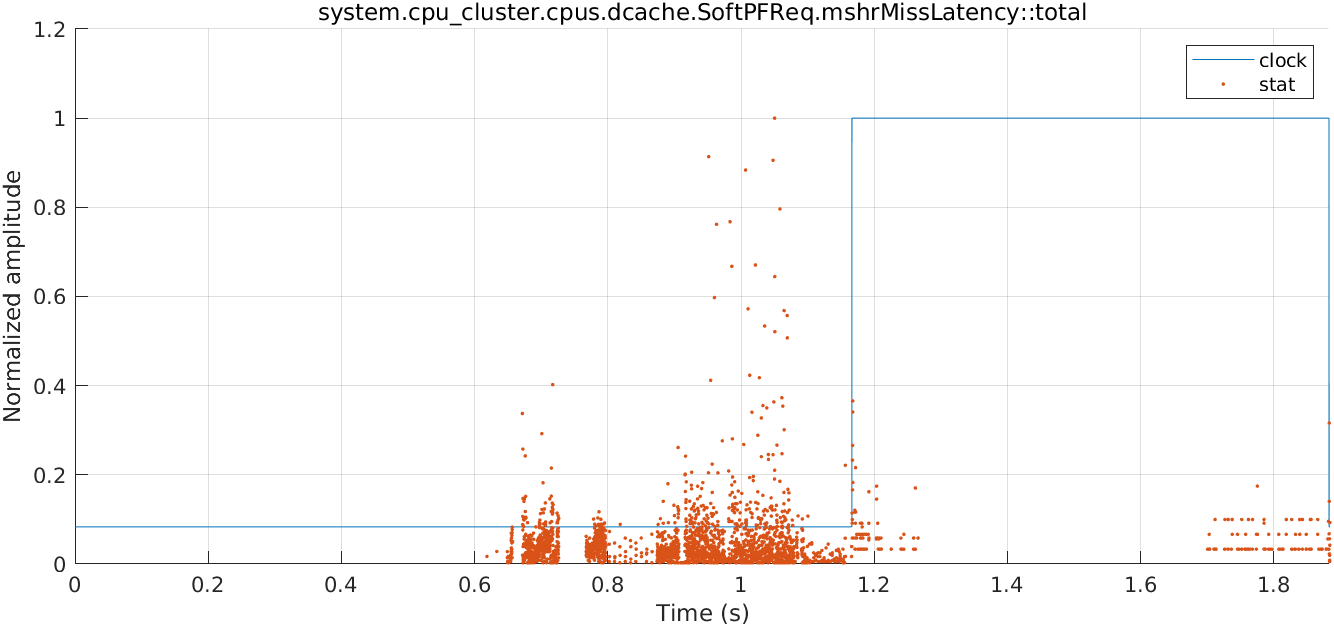 system.cpu_cluster.cpus.dcache.SoftPFReq.mshrMissLatency::total
1.2
1
0.8
0.6
0.4
0.2
0
Normalized amplitude
clock
stat
0 0.2 0.4 0.6 0.8 1 1.2 1.4 1.6 1.8
Time (s)